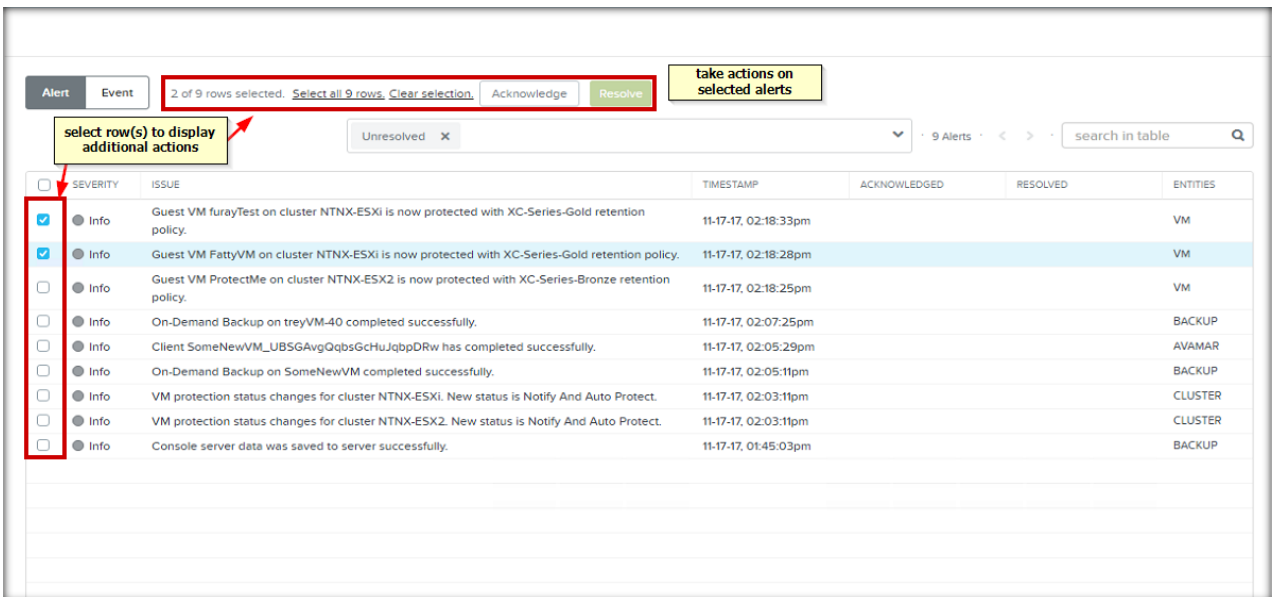 Alert Event 2 of 9 rows selected. Select all 9 rows. Clear selection. Acknowledge Resolve
take actions on
selected alerts
select row(s) to display
additional actions
Unresolved × · 9 Alerts · < > · search in table
SEVERITY ISSUE TIMESTAMP ACKNOWLEDGED RESOLVED ENTITIES
Info Guest VM furayTest on cluster NTNX-ESXi is now protected with XC-Series-Gold retention
policy. 11-17-17, 02:18:33pm VM
Info Guest VM FattyVM on cluster NTNX-ESXi is now protected with XC-Series-Gold retention policy. 11-17-17, 02:18:28pm VM
Info Guest VM ProtectMe on cluster NTNX-ESX2 is now protected with XC-Series-Bronze retention
policy. 11-17-17, 02:18:25pm VM
Info On-Demand Backup on treyVM-40 completed successfully. 11-17-17, 02:07:25pm BACKUP
Info Client SomeNewVM_UBSGAvgQqbsGcHuJqbpDRw has completed successfully. 11-17-17, 02:05:29pm AVAMAR
Info On-Demand Backup on SomeNewVM completed successfully. 11-17-17, 02:05:11pm BACKUP
Info VM protection status changes for cluster NTNX-ESXi. New status is Notify And Auto Protect. 11-17-17, 02:03:11pm CLUSTER
Info VM protection status changes for cluster NTNX-ESX2. New status is Notify And Auto Protect. 11-17-17, 02:03:11pm CLUSTER
Info Console server data was saved to server successfully. 11-17-17, 01:45:03pm BACKUP